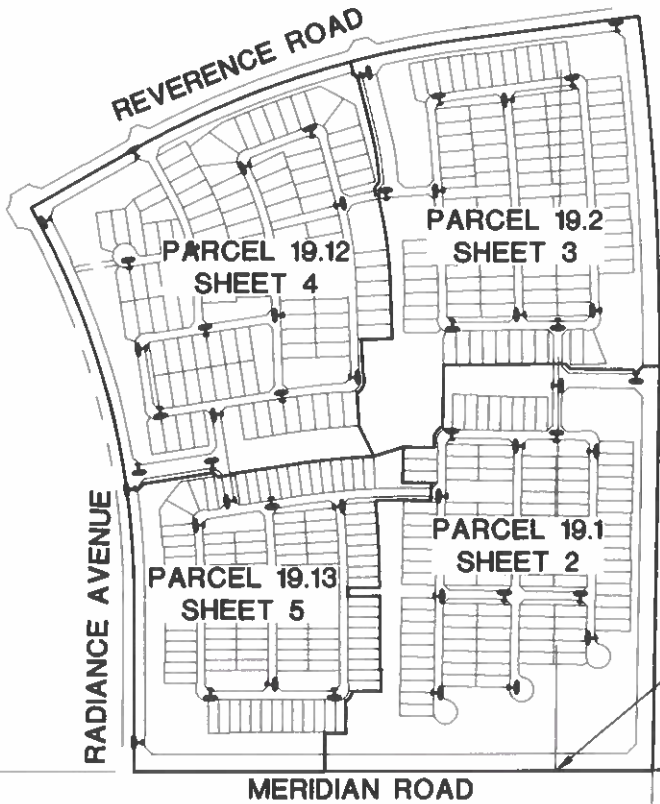 REVERENCE ROAD
PARCEL 19.2
SHEET 3
PARCEL 19.12
SHEET 4
PARCEL 19.1
SHEET 2
PARCEL 19.13
SHEET 5
RADIANCE AVENUE
MERIDIAN ROAD